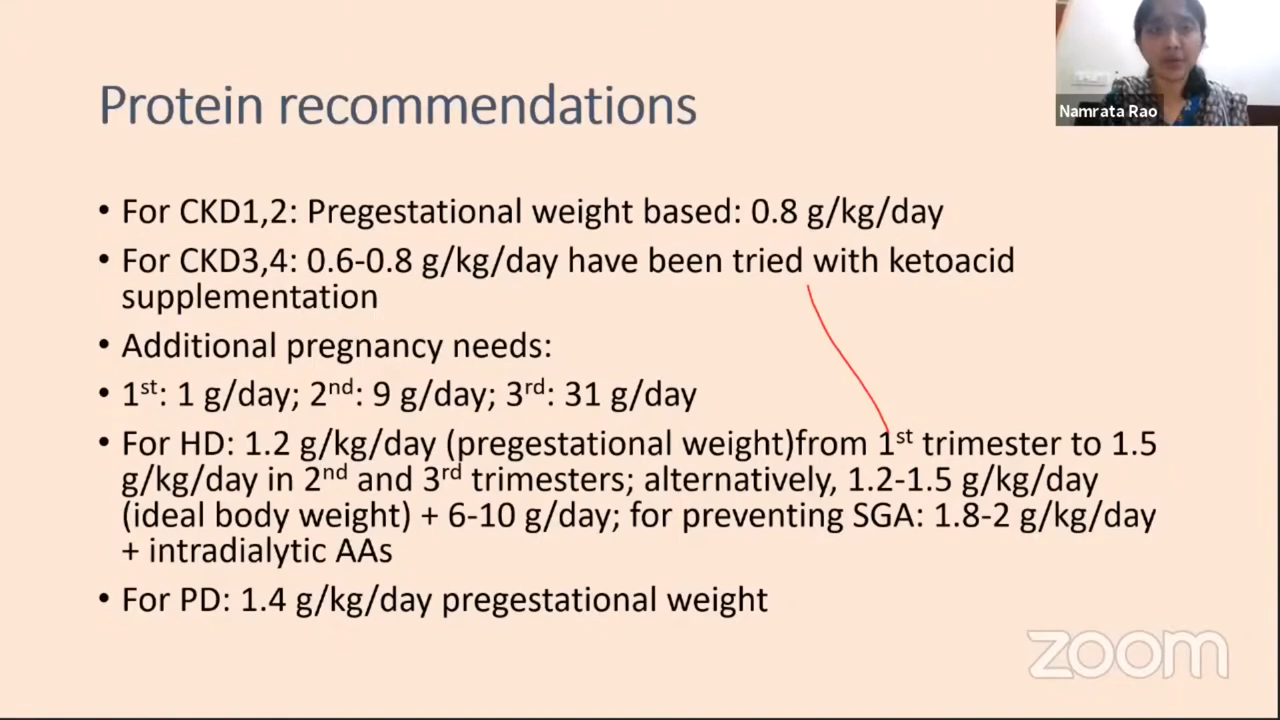 Namrata Rao
Protein recommendations
• For CKD1,2: Pregestational weight based: 0.8 g/kg/day
• For CKD3,4: 0.6-0.8 g/kg/day have been tried with ketoacid
supplementation
• Additional pregnancy needs:
• 1st: 1 g/day; 2nd: 9 g/day; 3rd: 31 g/day
• For HD: 1.2 g/kg/day (pregestational weight)from 1st trimester to 1.5
g/kg/day in 2nd and 3rd trimesters; alternatively, 1.2-1.5 g/kg/day
(ideal body weight) + 6-10 g/day; for preventing SGA: 1.8-2 g/kg/day
+ intradialytic AAs
• For PD: 1.4 g/kg/day pregestational weight
zoom